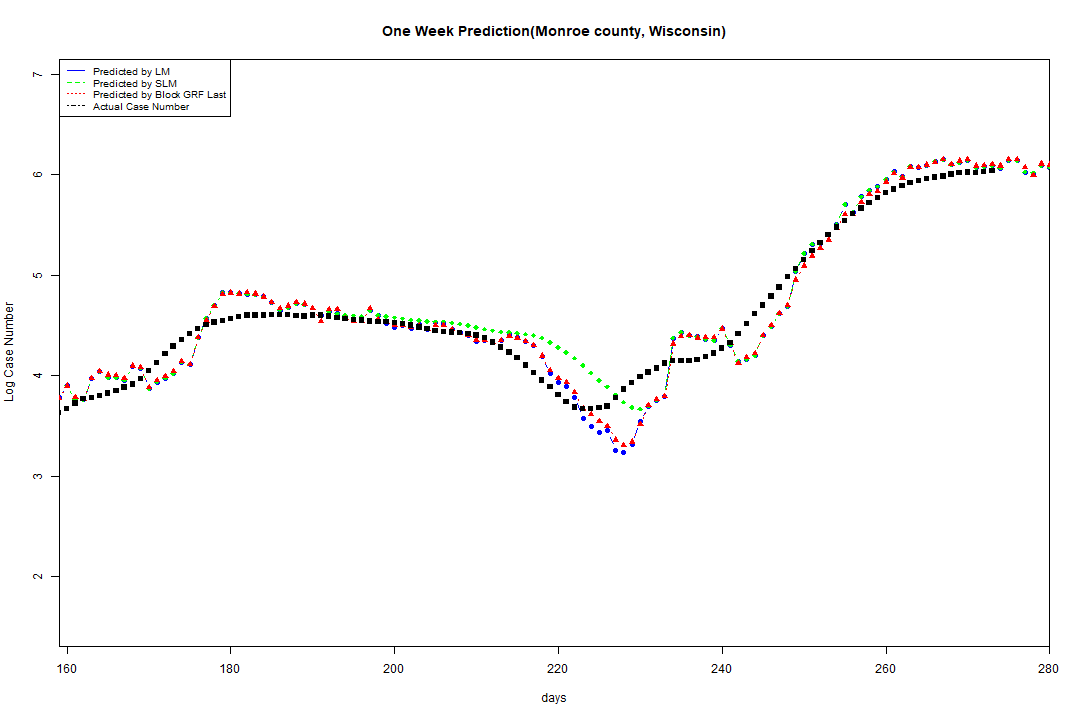 One Week Prediction(Monroe county, Wisconsin)
Predicted by LM
Predicted by SLM
Predicted by Block GRF Last
Actual Case Number
Log Case Number
7
6
5
4
3
2
160 180 200 220 240 260 280
days